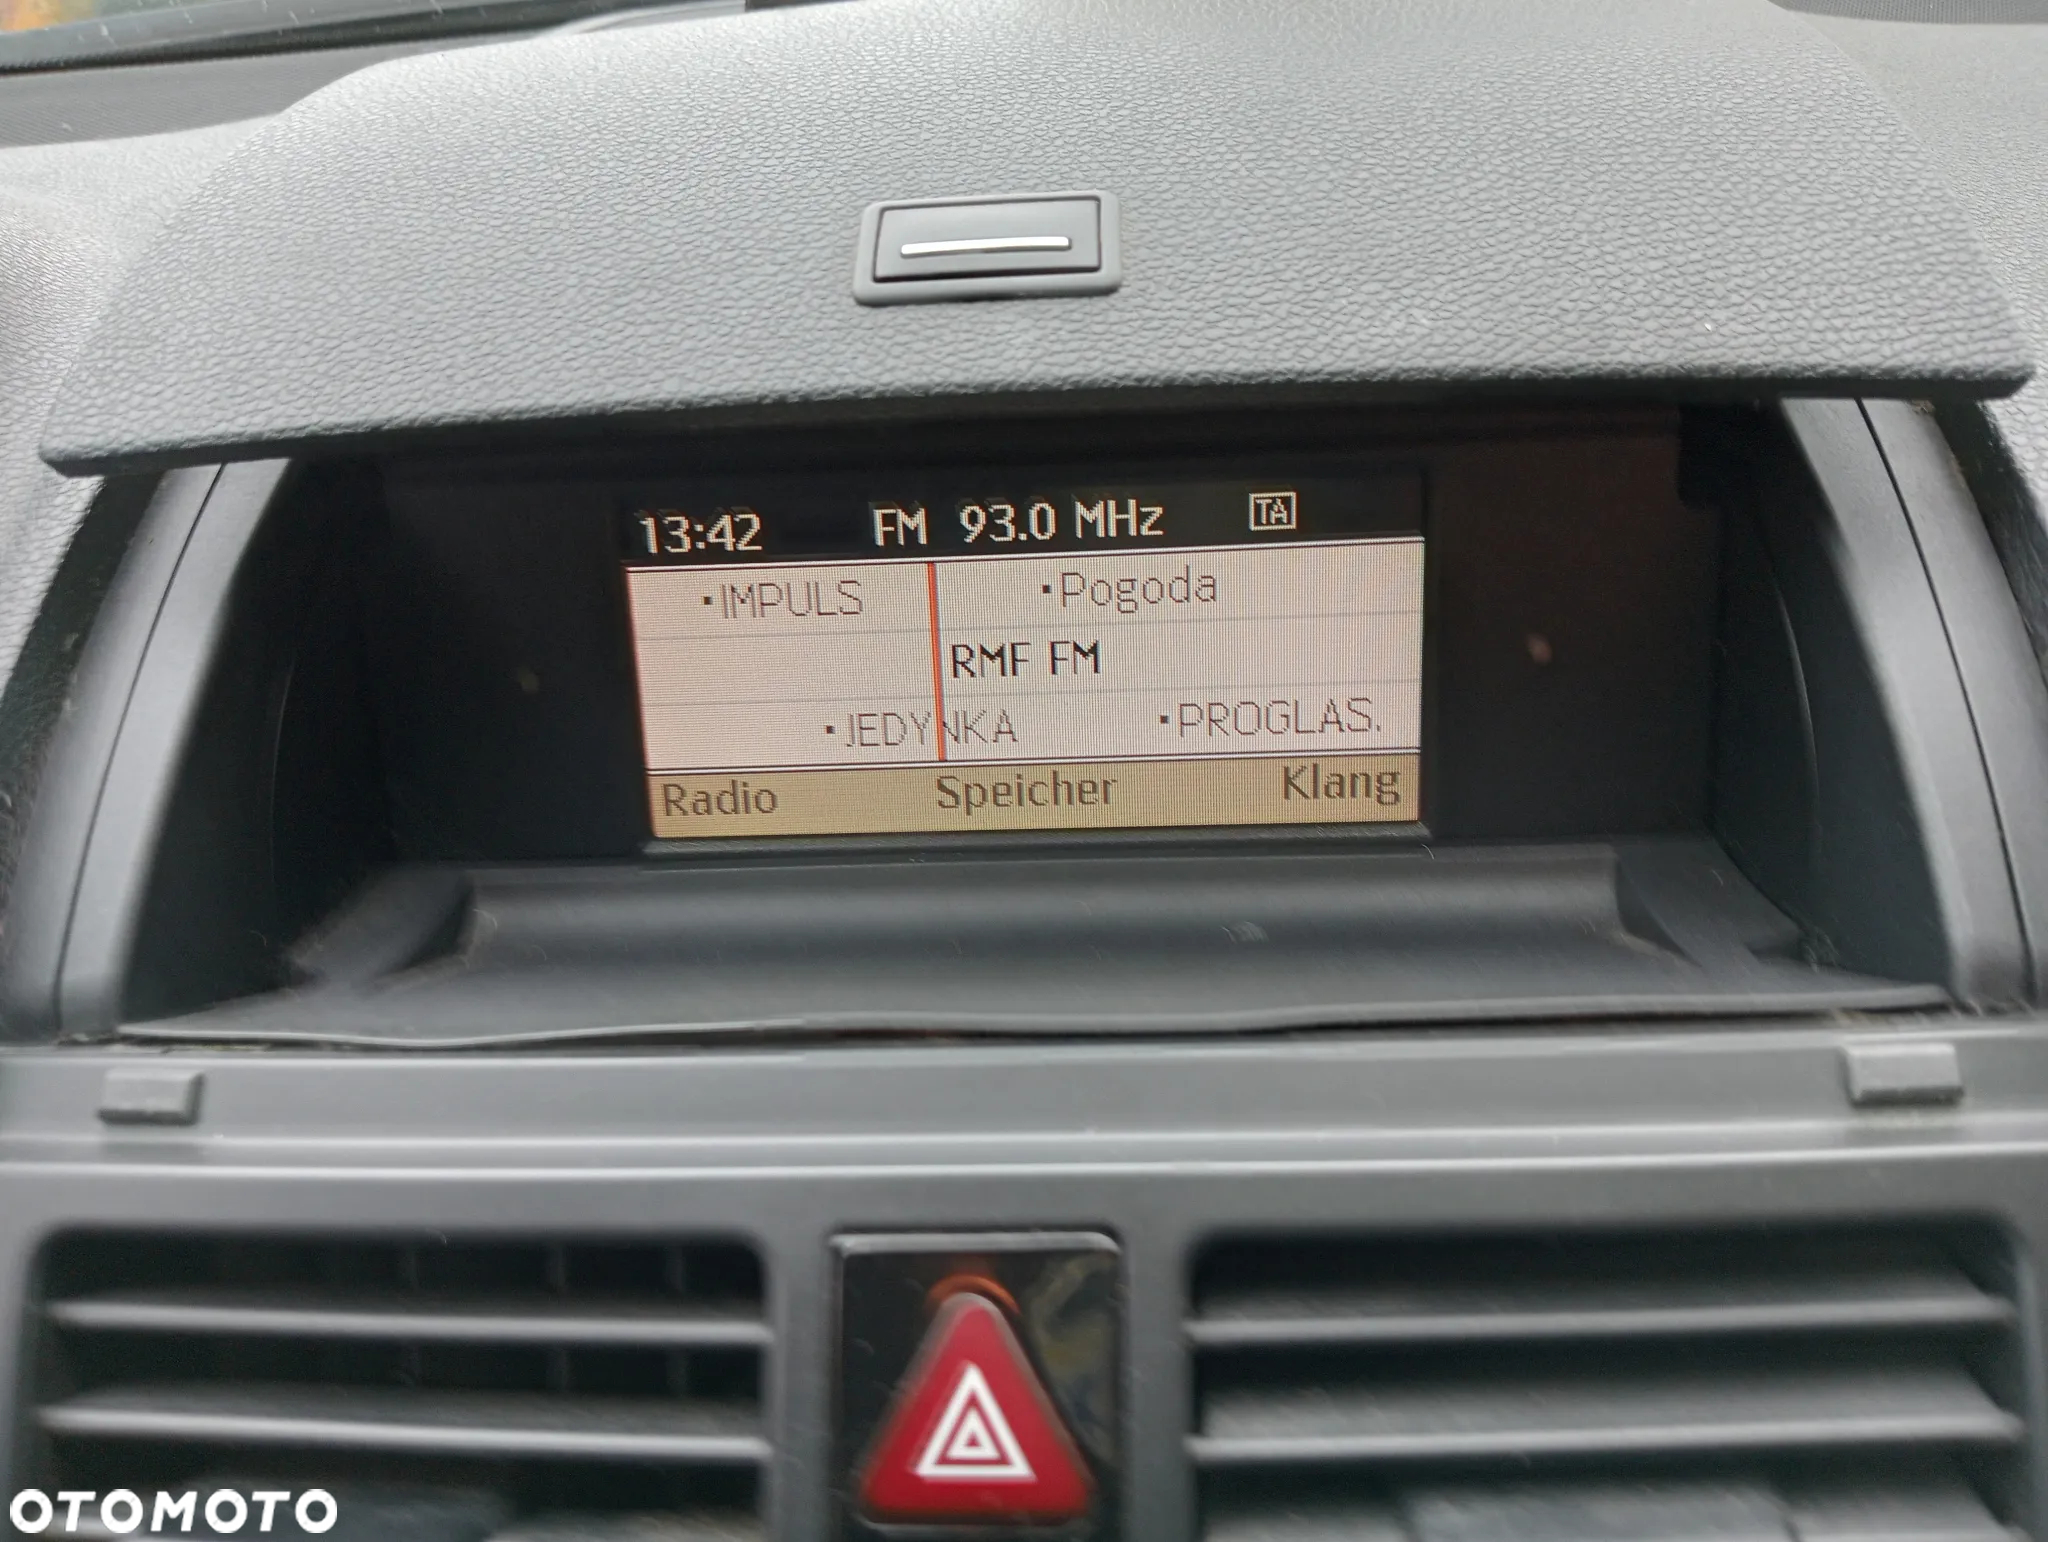 13:42 FM 93.0 MHz TA
·IMPULS ·Pogoda
RMF FM
·JEDYNKA ·PROGLAS.
Radio Speicher Klang
OTOMOTO